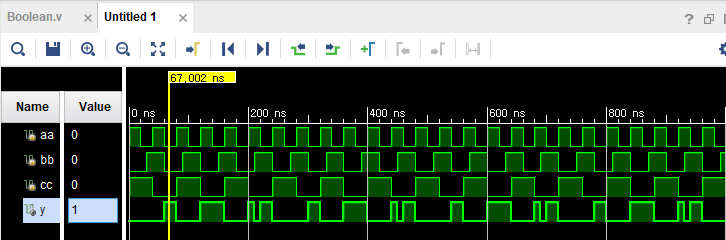 Boolean.v Untitled 1
67,002 ns
Name Value
0 ns 200 ns 400 ns 600 ns 800 ns
aa 0
bb 0
cc 0
y 1